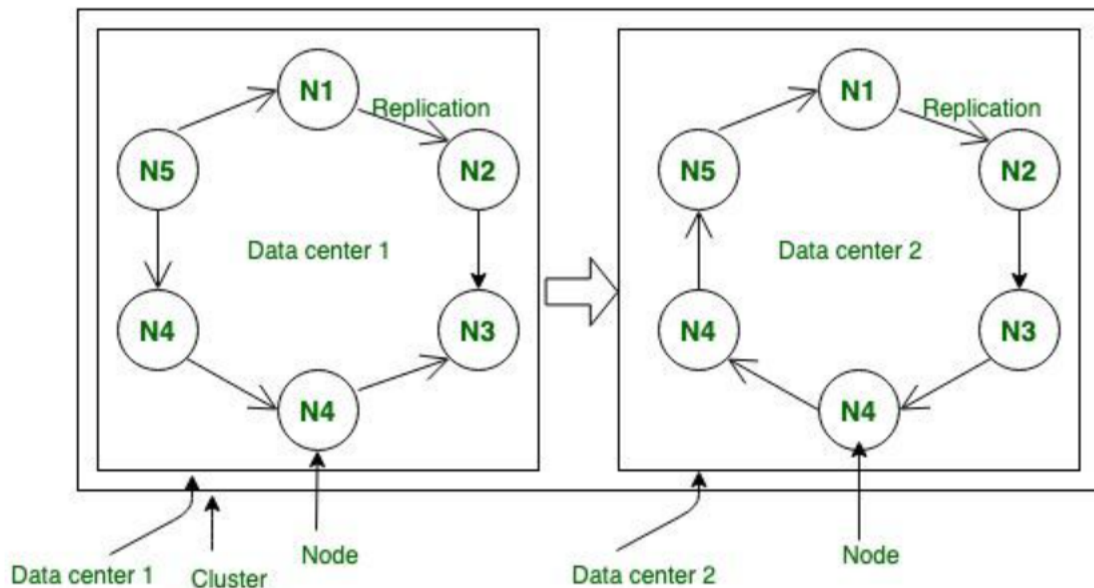 N1
Replication
N5
N2
Data center 1
N4
N3
N4
N1
Replication
N5
N2
Data center 2
N4
N3
N4
Data center 1
Cluster
Node
Data center 2
Node